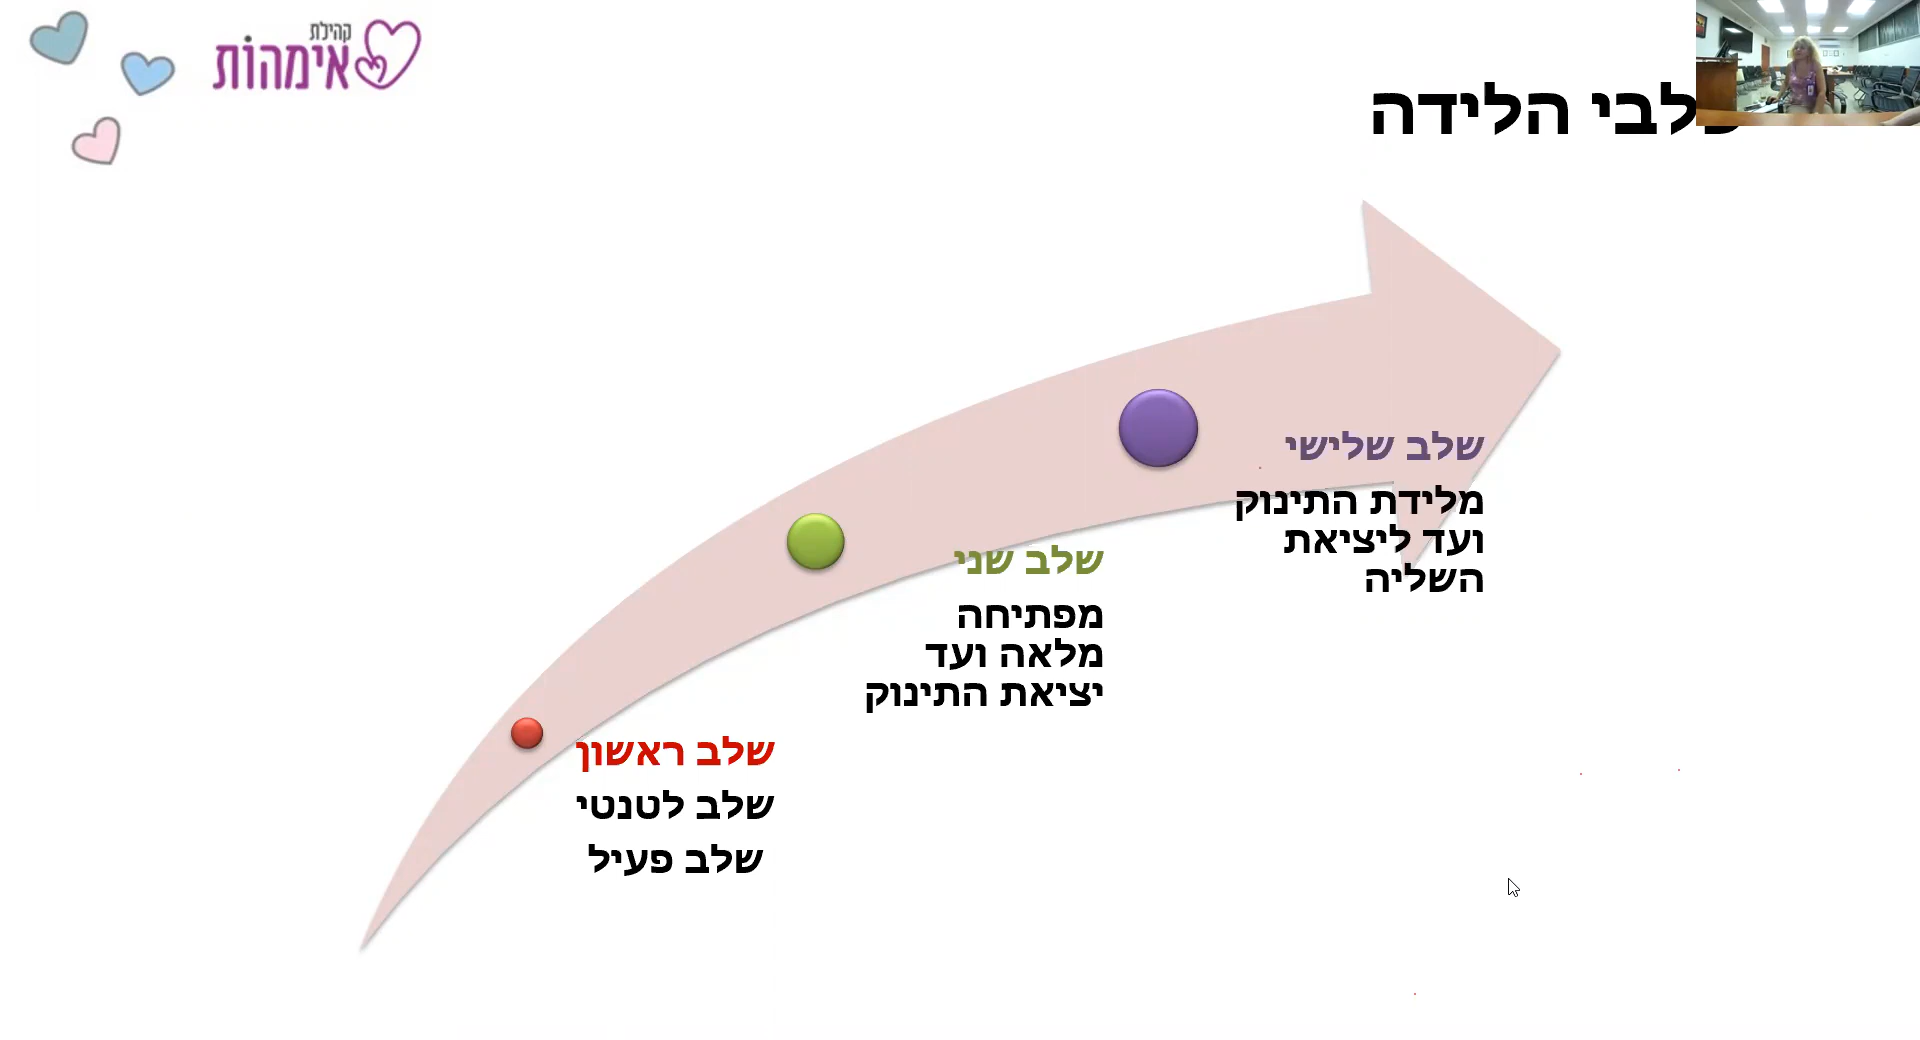 קהילת
אימהות
הלידה
שלב שלישי
מלידת התינוק
ועד ליציאת
השליה
שלב שני
מפתיחה
מלאה ועד
יציאת התינוק
שלב ראשון
שלב לטנטי
שלב פעיל